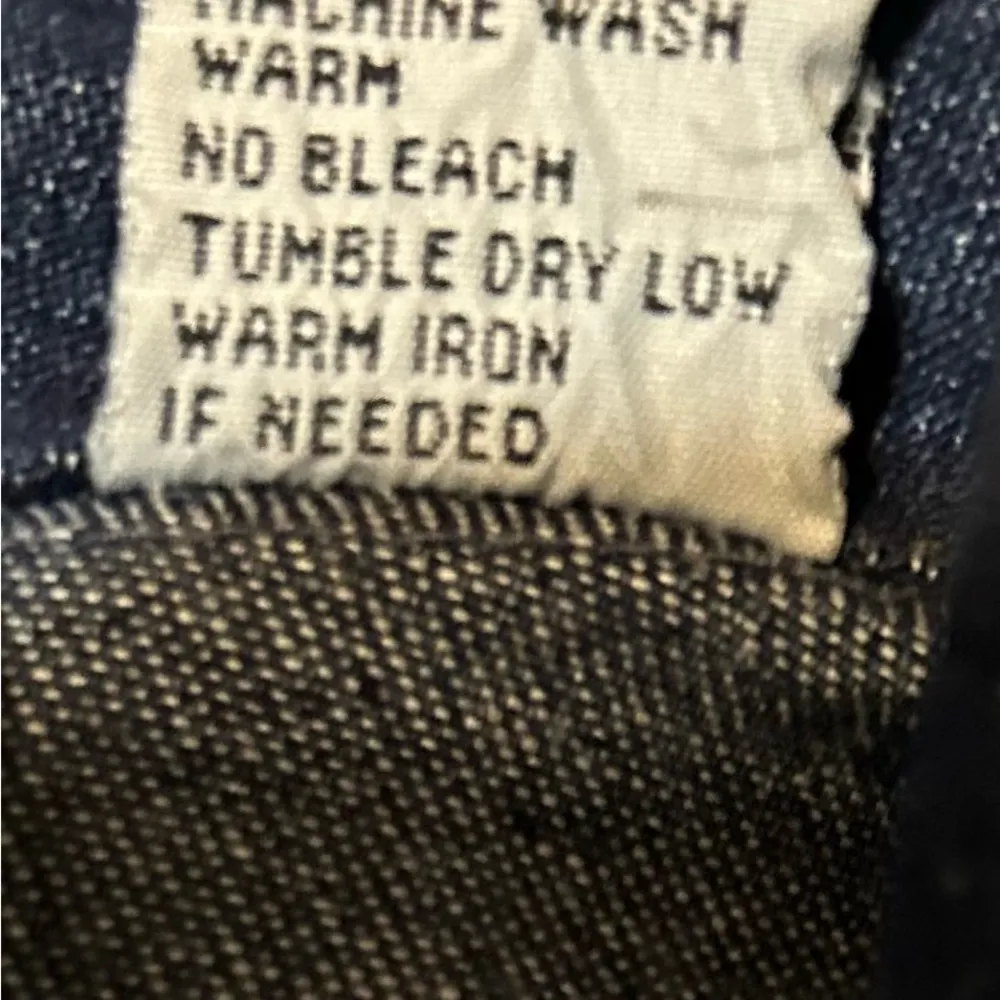 MACHINE WASH
WARM
NO BLEACH
TUMBLE DRY LOW
WARM IRON
IF NEEDED